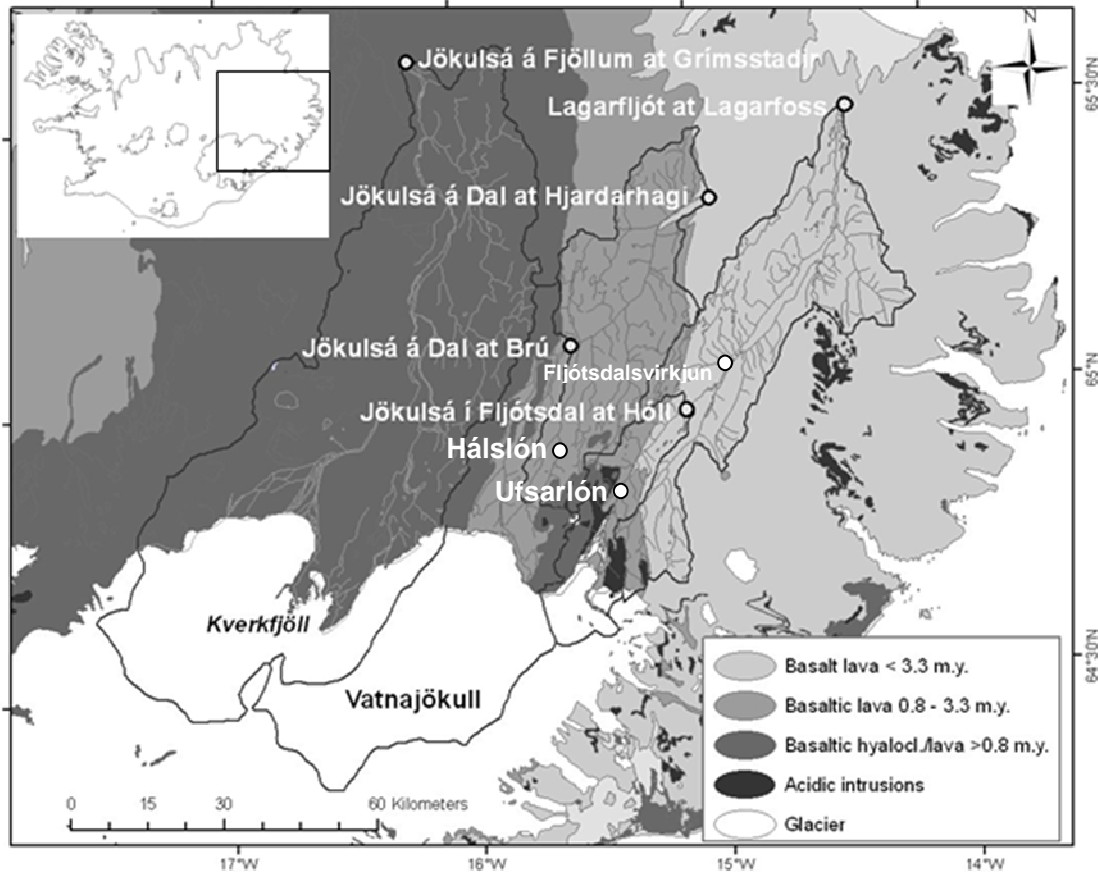 N
Jökulsá á Fjöllum at Grímsstadir
Lagarfljót at Lagarfoss
Jökulsá á Dal at Hjardarhagi
Jökulsá á Dal at Brú
Fljótsdalsvirkjun
Jökulsá í Fljótsdal at Hóll
Hálslón
Ufsarlón
Kverkfjöll
Vatnajökull
65°30'N
65°N
64°30'N
Basalt lava < 3.3 m.y.
Basaltic lava 0.8 - 3.3 m.y.
Basaltic hyalocl./lava >0.8 m.y.
Acidic intrusions
Glacier
0 15 30 60 Kilometers
17°W 16°W 15°W 14°W